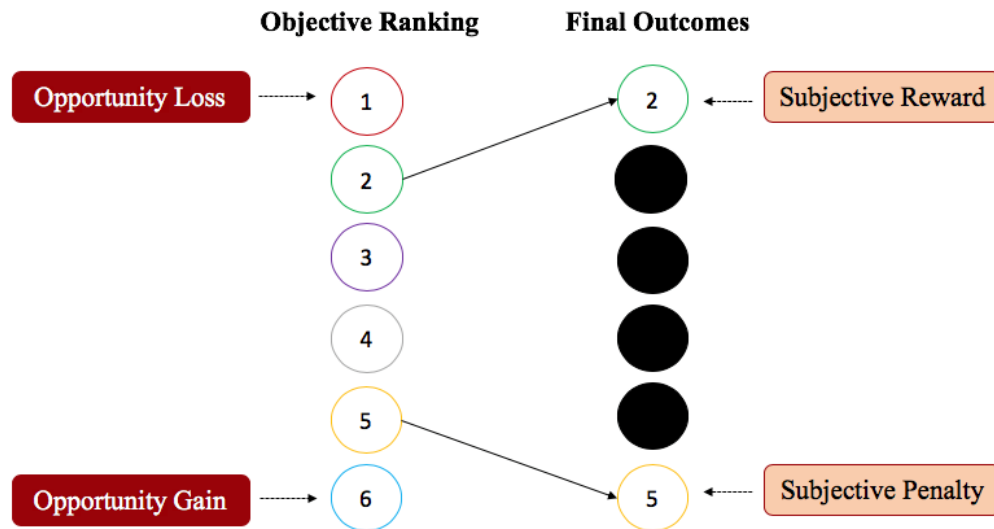 Objective Ranking
Final Outcomes
Opportunity Loss
1
2
Subjective Reward
2
3
4
5
Opportunity Gain
6
5
Subjective Penalty